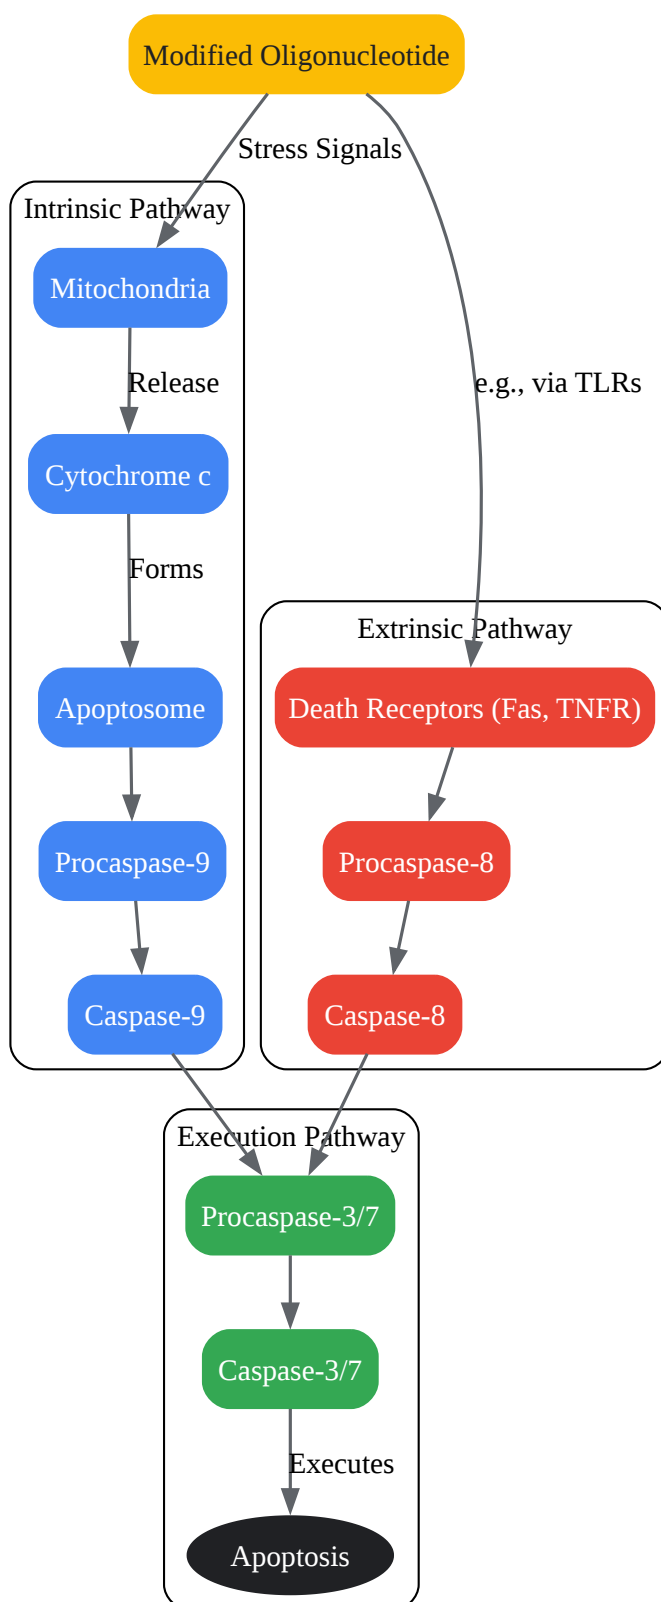 Modified Oligonucleotide
Stress Signals
Intrinsic Pathway
Mitochondria
Release
e.g., via TLRs
Cytochrome c
Forms
Extrinsic Pathway
Apoptosome
Death Receptors (Fas, TNFR)
Procaspase-9
Procaspase-8
Caspase-9
Caspase-8
Execution Pathway
Procaspase-3/7
Caspase-3/7
Executes
Apoptosis